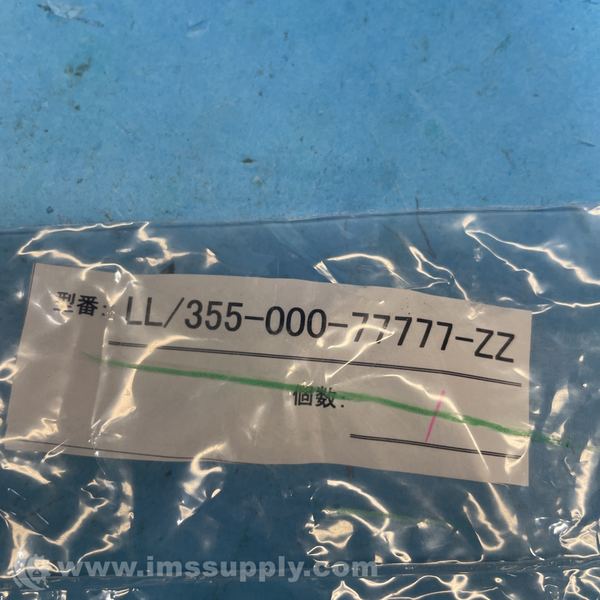 型番: LL/355-000-77777-ZZ
個数:
www.imssupply.com